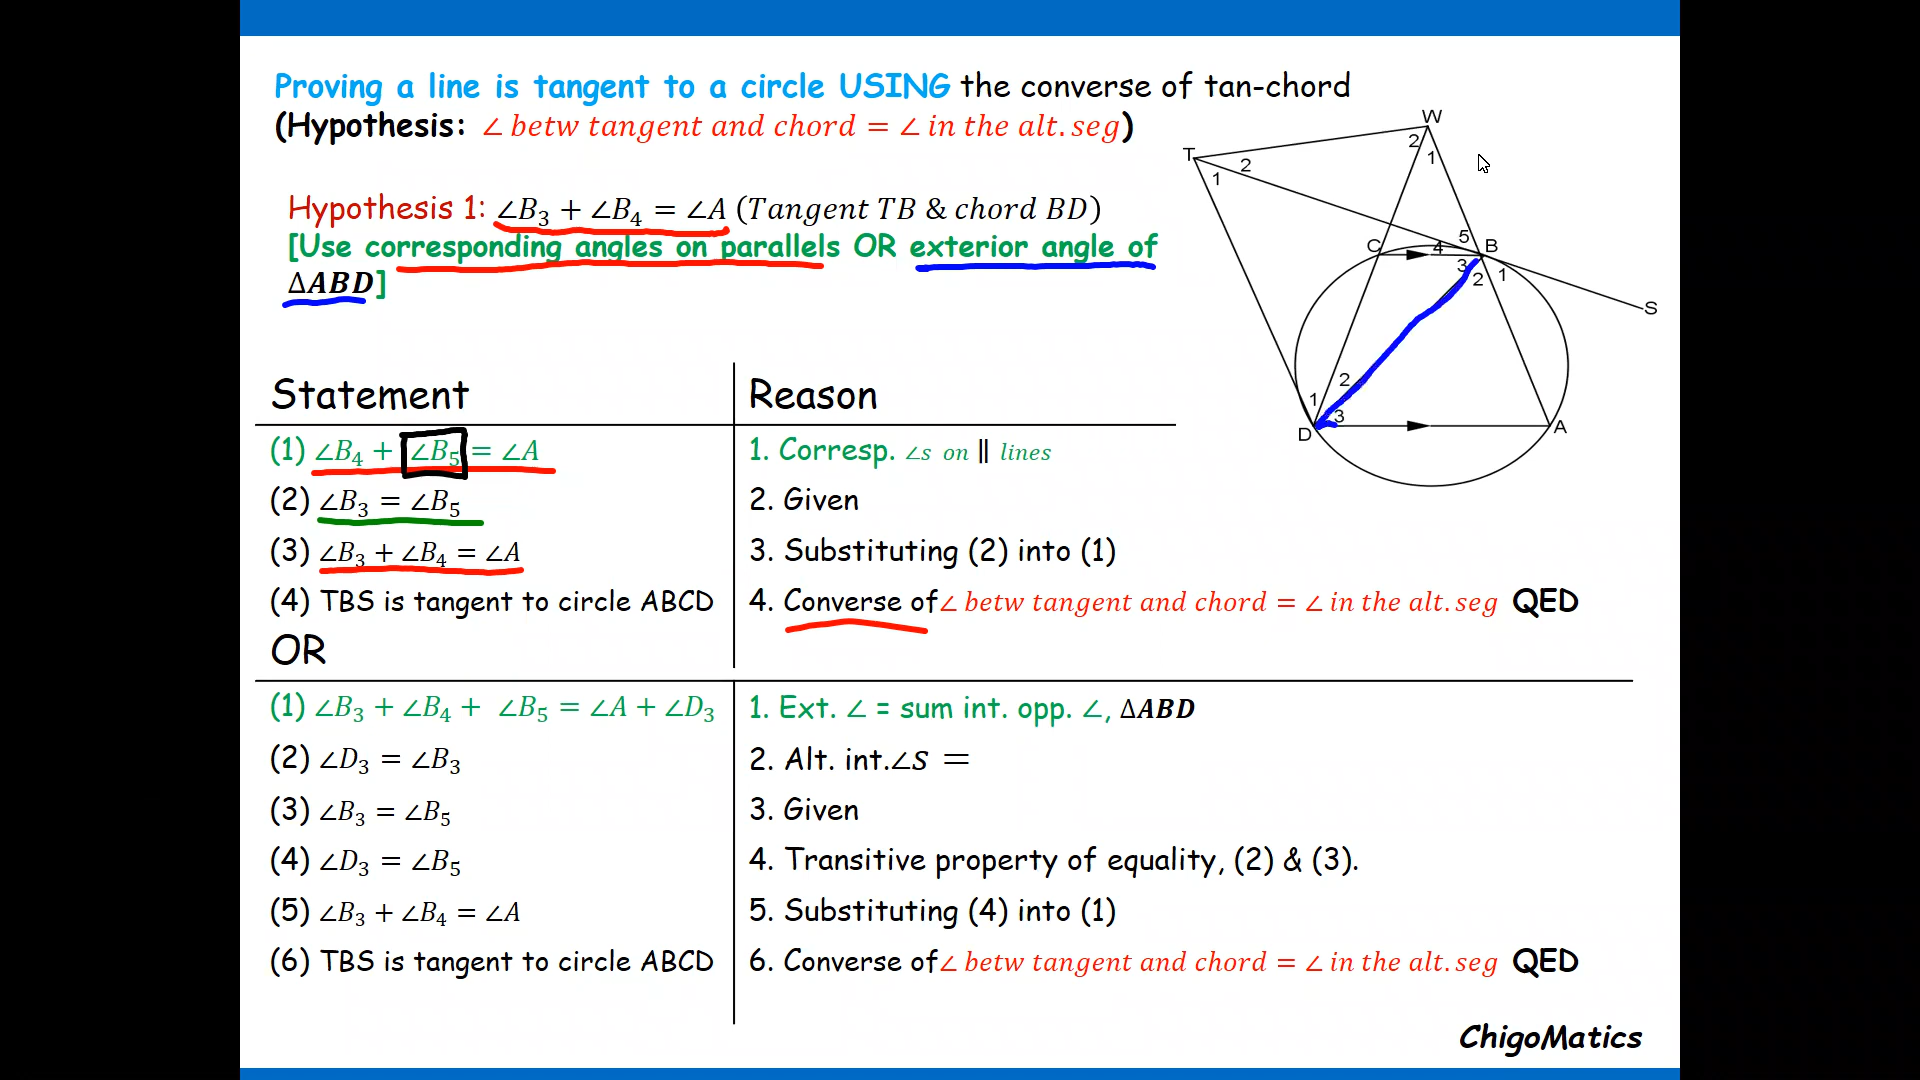 Proving a line is tangent to a circle USING the converse of tan-chord
(Hypothesis: ∠ betw tangent and chord = ∠ in the alt. seg)
Hypothesis 1: ∠B₃ + ∠B₄ = ∠A (Tangent TB & chord BD)
[Use corresponding angles on parallels OR exterior angle of
ΔABD]
W
2
1
T
2
1
C
4
5
B
3
2
1
S
2
1
3
D
A
Statement
Reason
(1) ∠B₄ + ∠B₅ = ∠A
1. Corresp. ∠s on ∥ lines
(2) ∠B₃ = ∠B₅
2. Given
(3) ∠B₃ + ∠B₄ = ∠A
3. Substituting (2) into (1)
(4) TBS is tangent to circle ABCD
4. Converse of ∠ betw tangent and chord = ∠ in the alt. seg QED
OR
(1) ∠B₃ + ∠B₄ + ∠B₅ = ∠A + ∠D₃
1. Ext. ∠ = sum int. opp. ∠, ΔABD
(2) ∠D₃ = ∠B₃
2. Alt. int.∠s =
(3) ∠B₃ = ∠B₅
3. Given
(4) ∠D₃ = ∠B₅
4. Transitive property of equality, (2) & (3).
(5) ∠B₃ + ∠B₄ = ∠A
5. Substituting (4) into (1)
(6) TBS is tangent to circle ABCD
6. Converse of ∠ betw tangent and chord = ∠ in the alt. seg QED
ChigoMatics